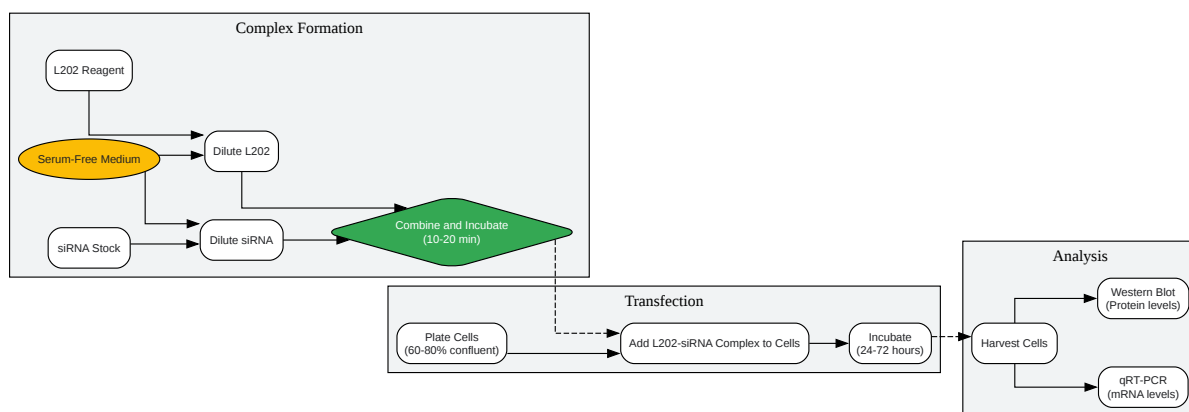 Complex Formation
L202 Reagent
Serum-Free Medium
Dilute L202
siRNA Stock
Dilute siRNA
Combine and Incubate
(10-20 min)
Transfection
Plate Cells
(60-80% confluent)
Add L202-siRNA Complex to Cells
Incubate
(24-72 hours)
Analysis
Harvest Cells
Western Blot
(Protein levels)
qRT-PCR
(mRNA levels)